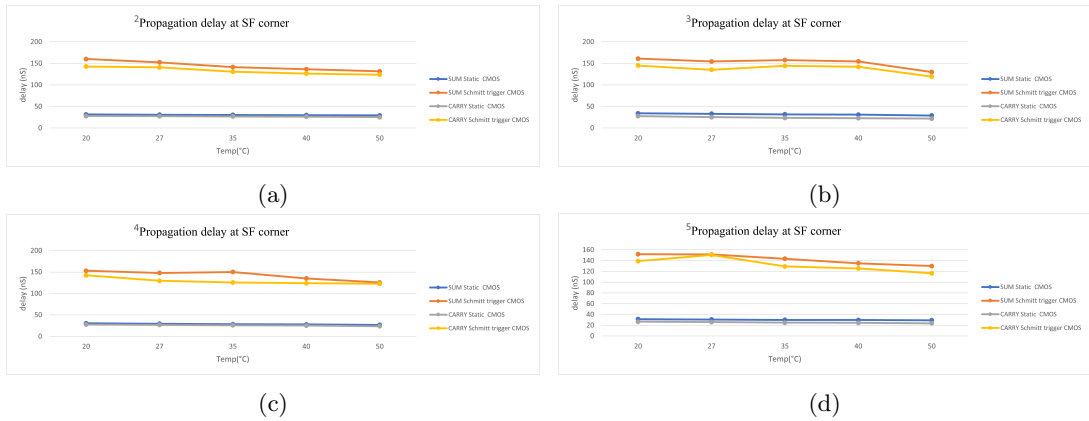 ²Propagation delay at SF corner
200
150
100
50
0
delay (nS)
20 27 35 40 50
Temp(°C)
SUM Static CMOS
SUM Schmitt trigger CMOS
CARRY Static CMOS
CARRY Schmitt trigger CMOS
(a)
³Propagation delay at SF corner
200
150
100
50
0
delay (nS)
20 27 35 40 50
Temp(°C)
SUM Static CMOS
SUM Schmitt trigger CMOS
CARRY Static CMOS
CARRY Schmitt trigger CMOS
(b)
⁴Propagation delay at SF corner
200
150
100
50
0
delay (nS)
20 27 35 40 50
Temp(°C)
SUM Static CMOS
SUM Schmitt trigger CMOS
CARRY Static CMOS
CARRY Schmitt trigger CMOS
(c)
⁵Propagation delay at SF corner
160
140
120
100
80
60
40
20
0
delay (nS)
20 27 35 40 50
Temp(°C)
SUM Static CMOS
SUM Schmitt trigger CMOS
CARRY Static CMOS
CARRY Schmitt trigger CMOS
(d)